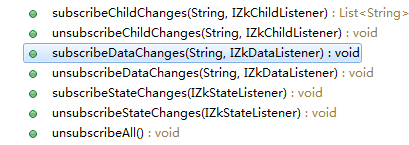 subscribeChildChanges(String, IZkChildListener) : List<String>
unsubscribeChildChanges(String, IZkChildListener) : void
subscribeDataChanges(String, IZkDataListener) : void
unsubscribeDataChanges(String, IZkDataListener) : void
subscribeStateChanges(IZkStateListener) : void
unsubscribeStateChanges(IZkStateListener) : void
unsubscribeAll() : void